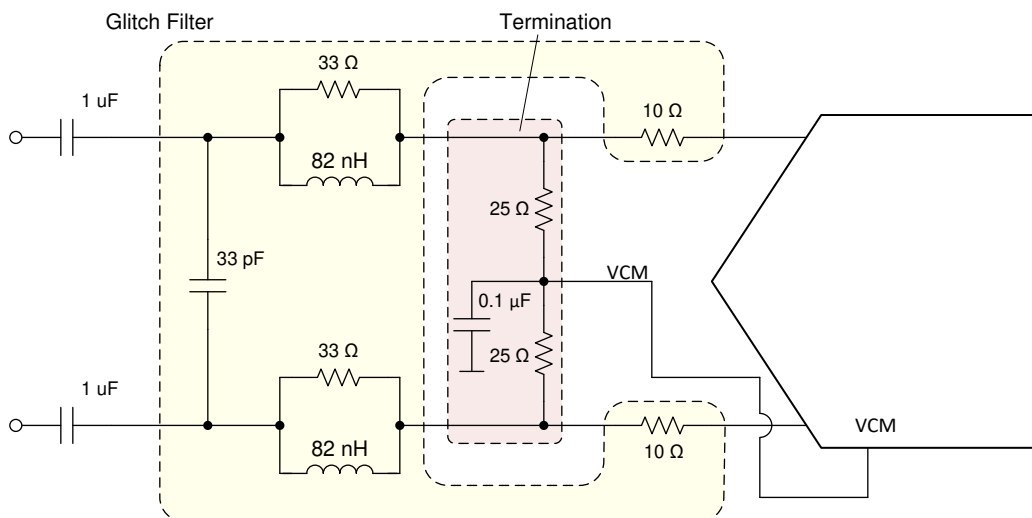 Glitch Filter
Termination
33 Ω
1 uF
10 Ω
82 nH
25 Ω
33 pF
VCM
0.1 µF
33 Ω
25 Ω
1 uF
VCM
82 nH
10 Ω